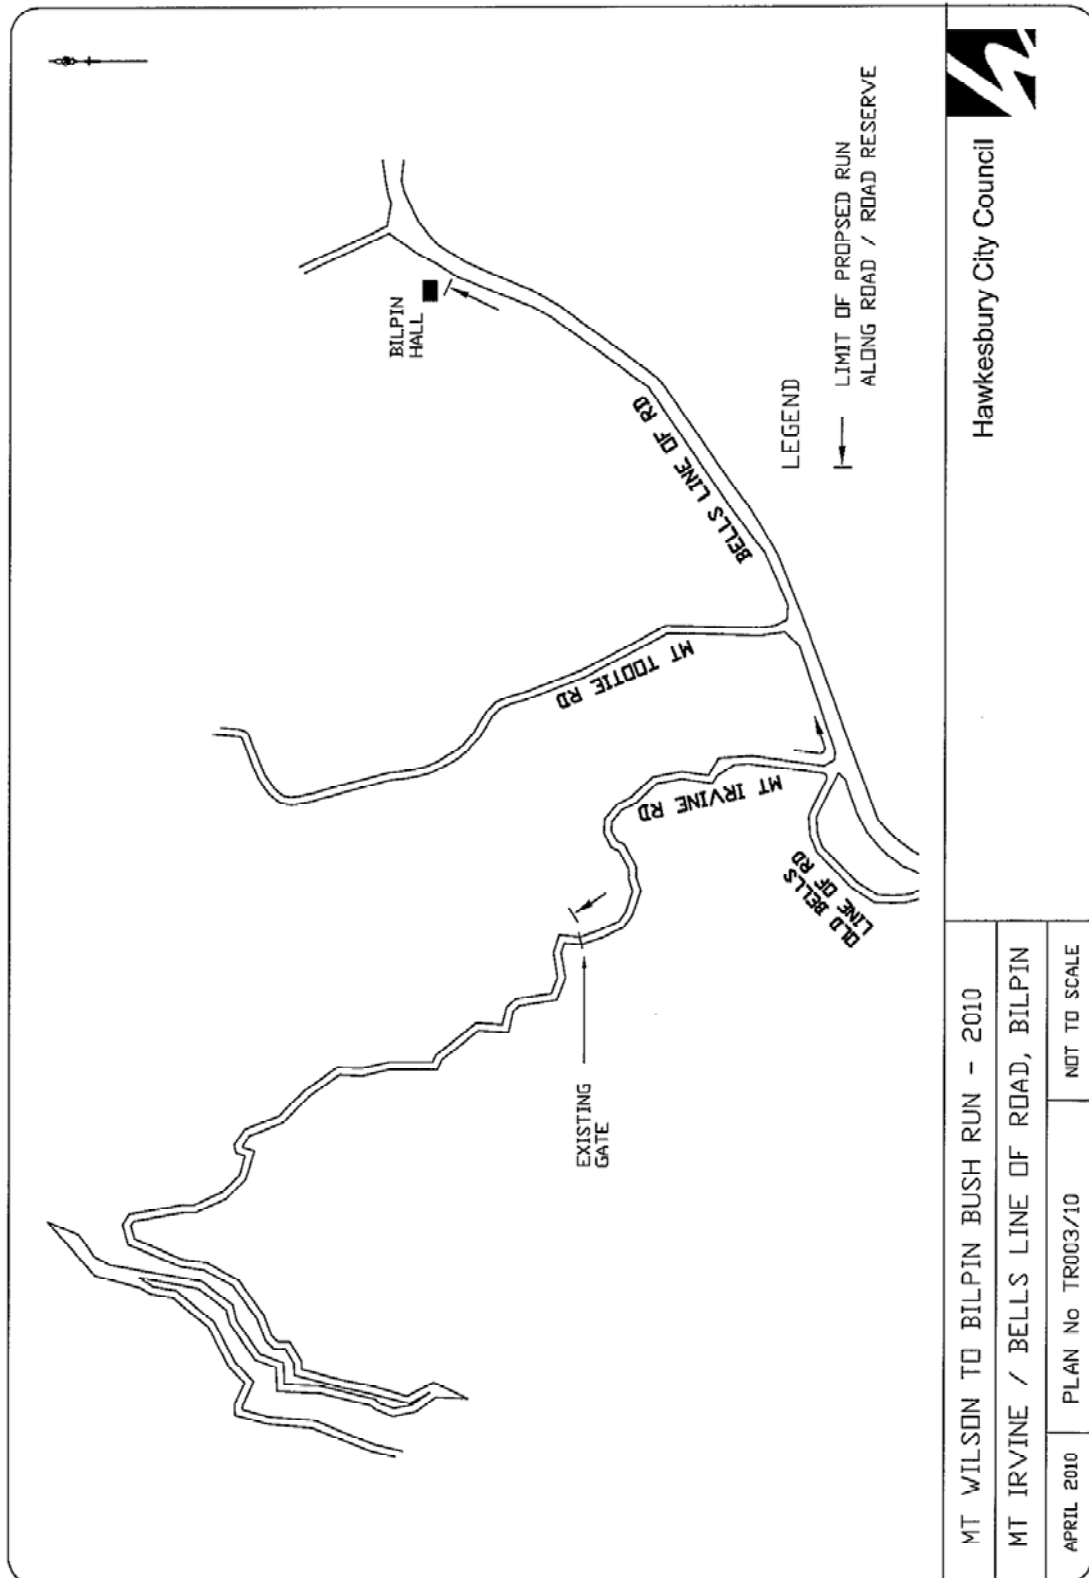 BILPIN
HALL
BELLS LINE OF RD
MT TOOTIE RD
MT IRVINE RD
OLD BELLS
LINE OF RD
EXISTING
GATE
LEGEND
LIMIT OF PROPSED RUN
ALONG ROAD / ROAD RESERVE
MT WILSON TO BILPIN BUSH RUN - 2010
MT IRVINE / BELLS LINE OF ROAD, BILPIN
APRIL 2010
PLAN No TR003/10
NOT TO SCALE
Hawkesbury City Council